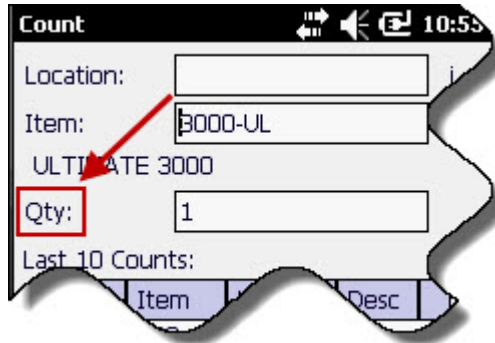 Count 10:55
Location:
Item: 3000-UL
ULTIMATE 3000
Qty: 1
Last 10 Counts:
Item Desc